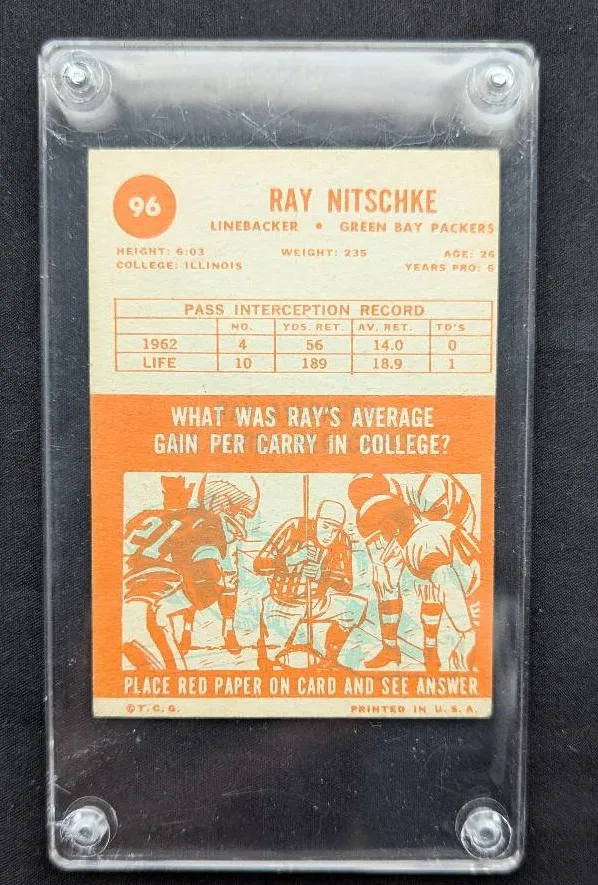 96
RAY NITSCHKE
LINEBACKER • GREEN BAY PACKERS
HEIGHT: 6:03 WEIGHT: 235 AGE: 26
COLLEGE: ILLINOIS YEARS PRO: 6
PASS INTERCEPTION RECORD
NO. YDS. RET. AV. RET. TD'S
1962 4 56 14.0 0
LIFE 10 189 18.9 1
WHAT WAS RAY'S AVERAGE
GAIN PER CARRY IN COLLEGE?
21
PLACE RED PAPER ON CARD AND SEE ANSWER
©T.C.G. PRINTED IN U.S.A.